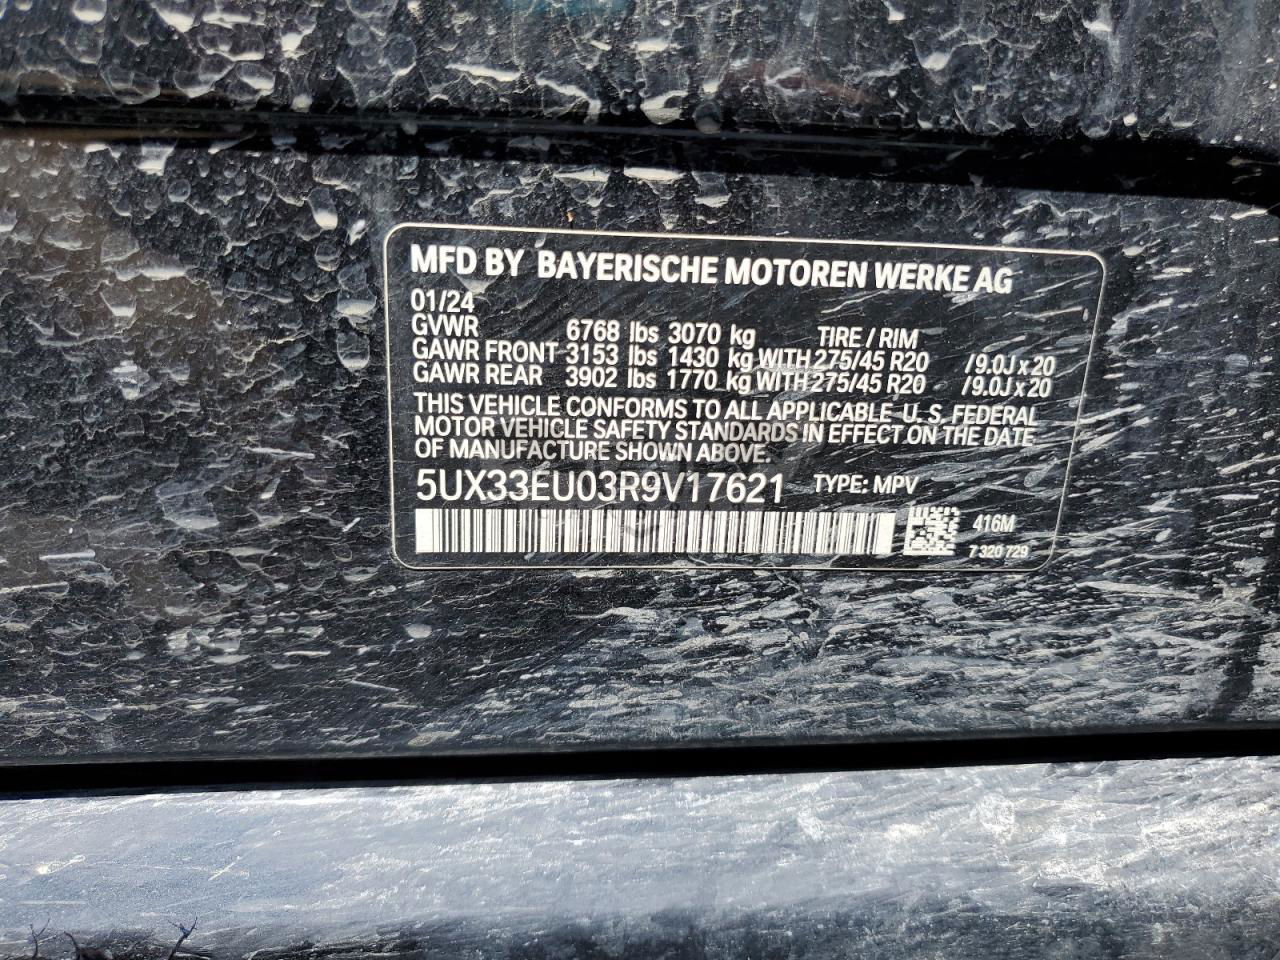 MFD BY BAYERISCHE MOTOREN WERKE AG
01/24
GVWR 6768 lbs 3070 kg TIRE / RIM
GAWR FRONT 3153 lbs 1430 kg WITH 275/45 R20 /9.0J x 20
GAWR REAR 3902 lbs 1770 kg WITH 275/45 R20 /9.0J x 20
THIS VEHICLE CONFORMS TO ALL APPLICABLE U.S. FEDERAL
MOTOR VEHICLE SAFETY STANDARDS IN EFFECT ON THE DATE
OF MANUFACTURE SHOWN ABOVE.
5UX33EU03R9V17621 TYPE: MPV
416M
7 320 729